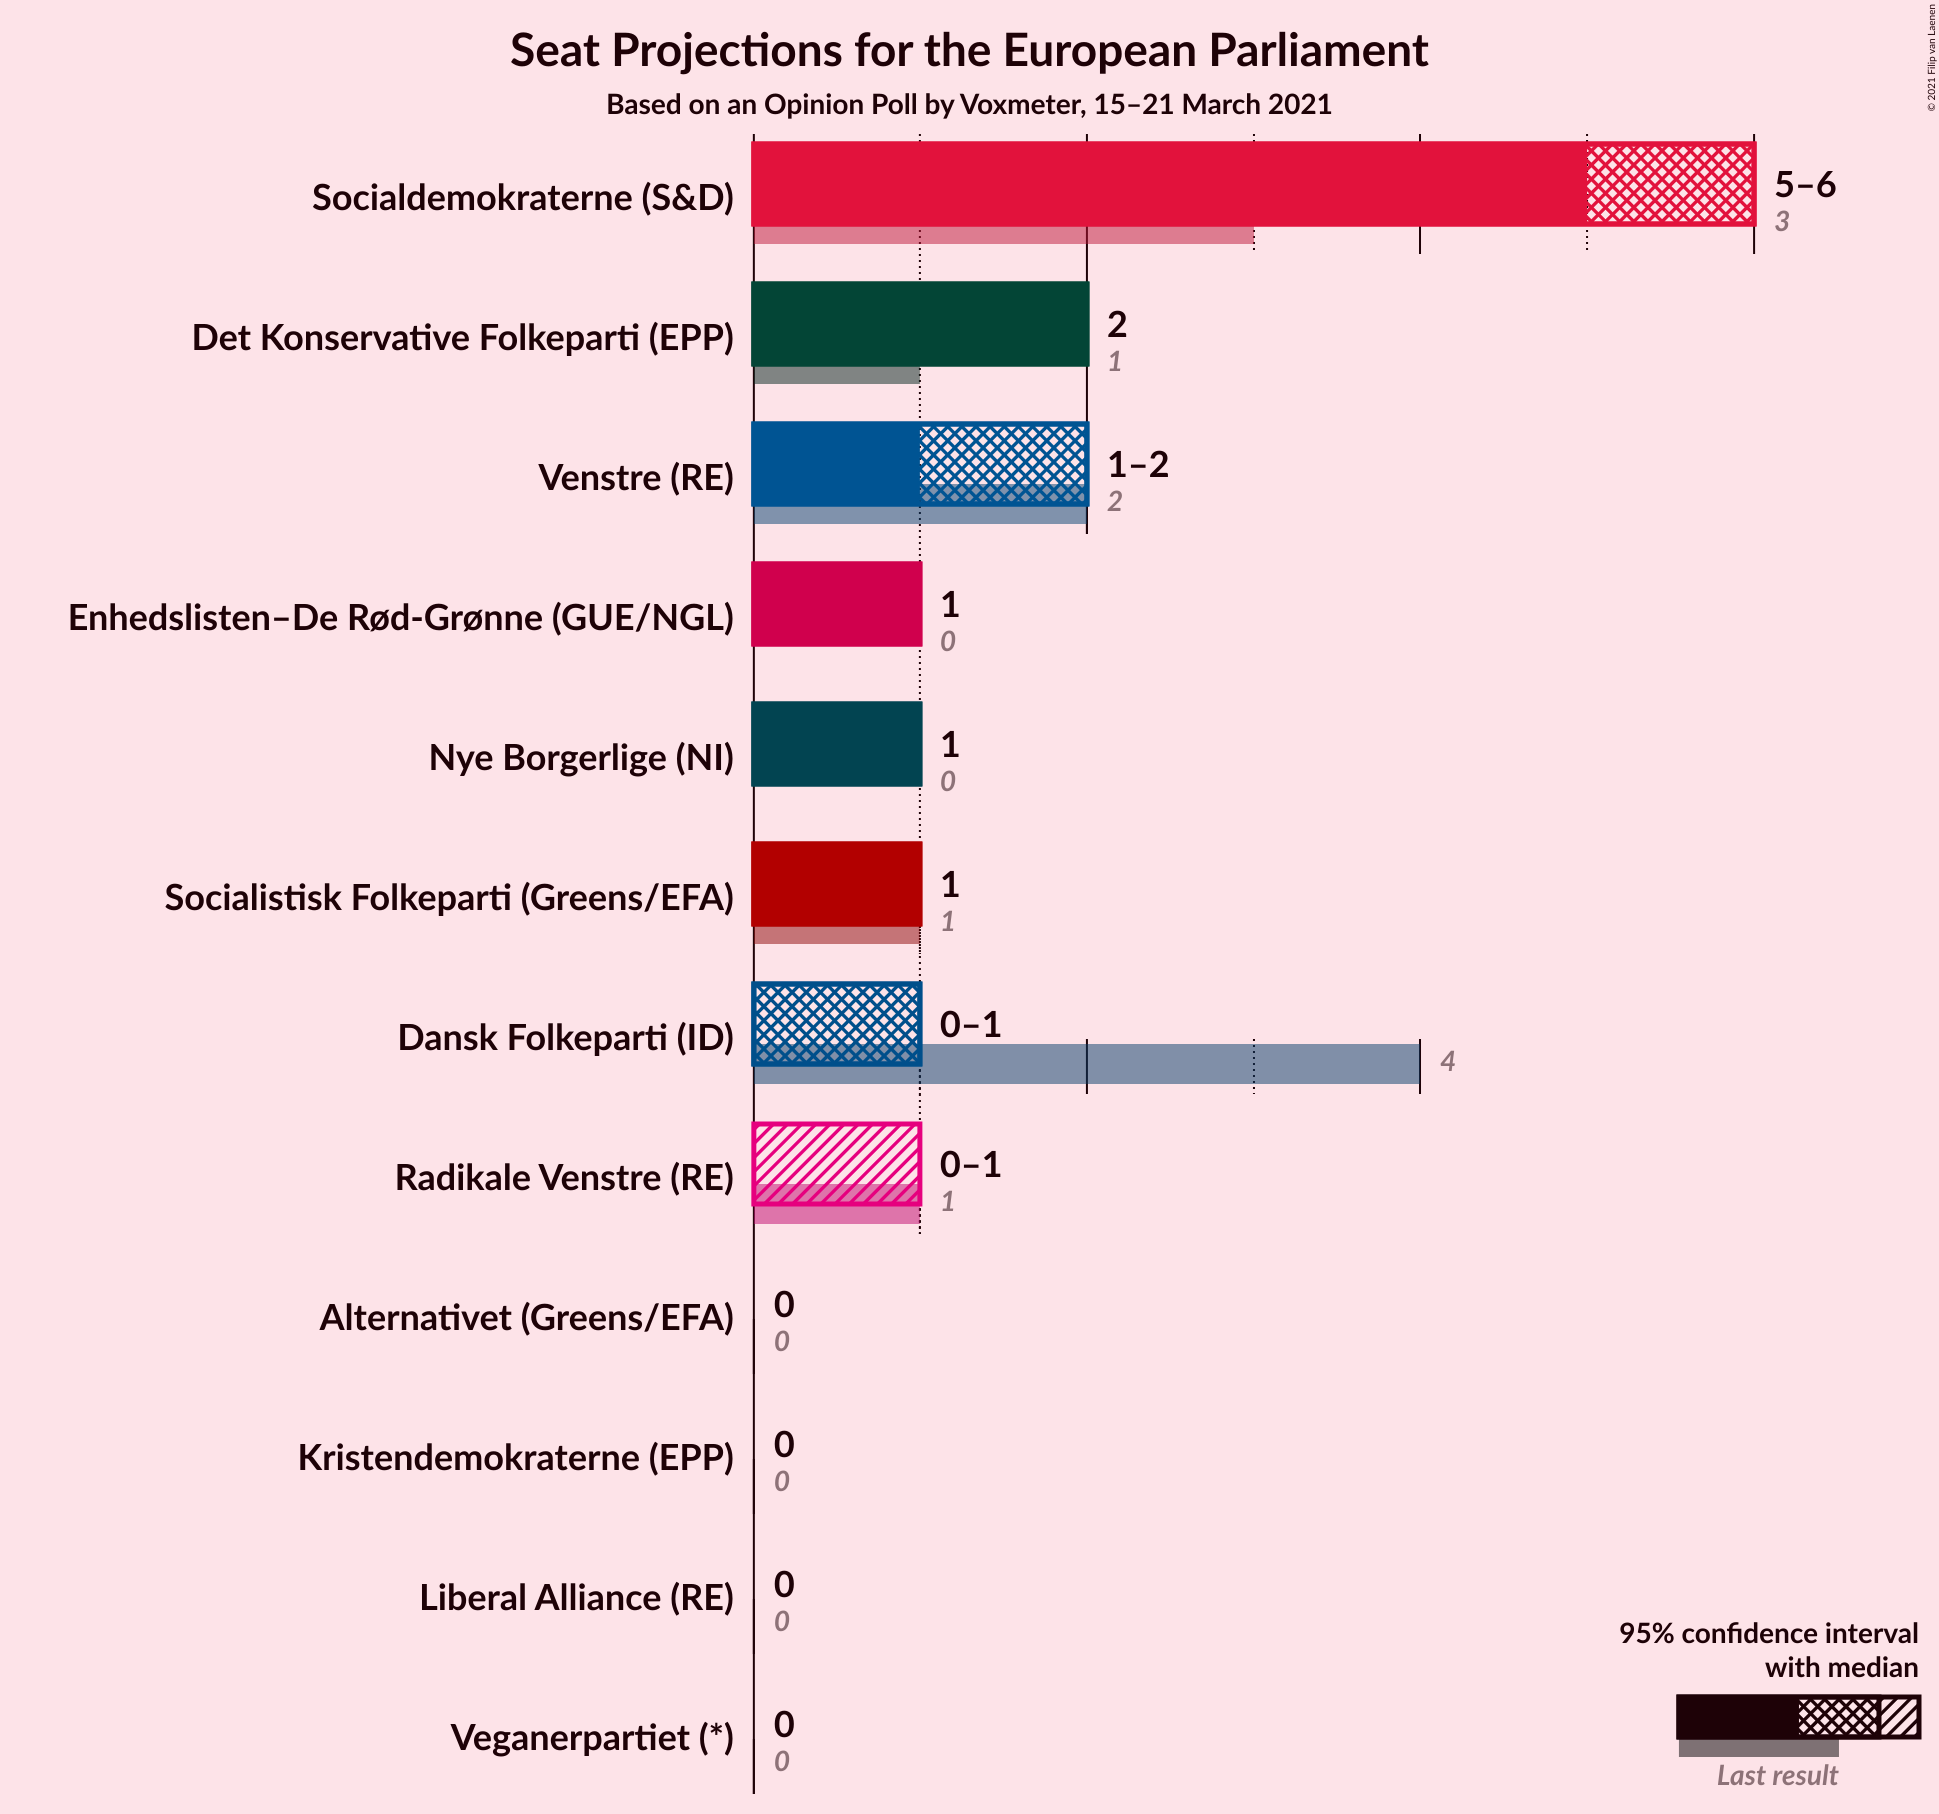 Seat Projections for the European Parliament
Based on an Opinion Poll by Voxmeter, 15–21 March 2021
© 2021 Filip van Laenen
Socialdemokraterne (S&D)
5–6
3
Det Konservative Folkeparti (EPP)
2
1
Venstre (RE)
1–2
2
Enhedslisten–De Rød-Grønne (GUE/NGL)
1
0
Nye Borgerlige (NI)
1
0
Socialistisk Folkeparti (Greens/EFA)
1
1
Dansk Folkeparti (ID)
0–1
4
Radikale Venstre (RE)
0–1
1
Alternativet (Greens/EFA)
0
0
Kristendemokraterne (EPP)
0
0
Liberal Alliance (RE)
0
0
Veganerpartiet (*)
0
0
95% confidence interval
with median
Last result